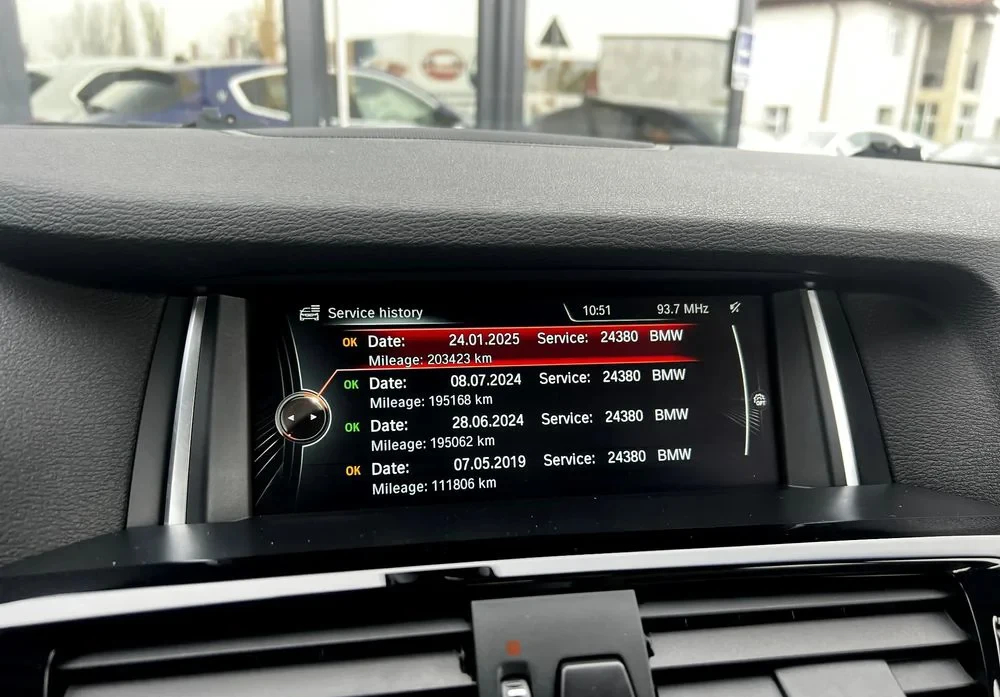 Service history 10:51 93.7 MHz
OK Date: 24.01.2025 Service: 24380 BMW
Mileage: 203423 km
OK Date: 08.07.2024 Service: 24380 BMW
Mileage: 195168 km
OK Date: 28.06.2024 Service: 24380 BMW
Mileage: 195062 km
OK Date: 07.05.2019 Service: 24380 BMW
Mileage: 111806 km